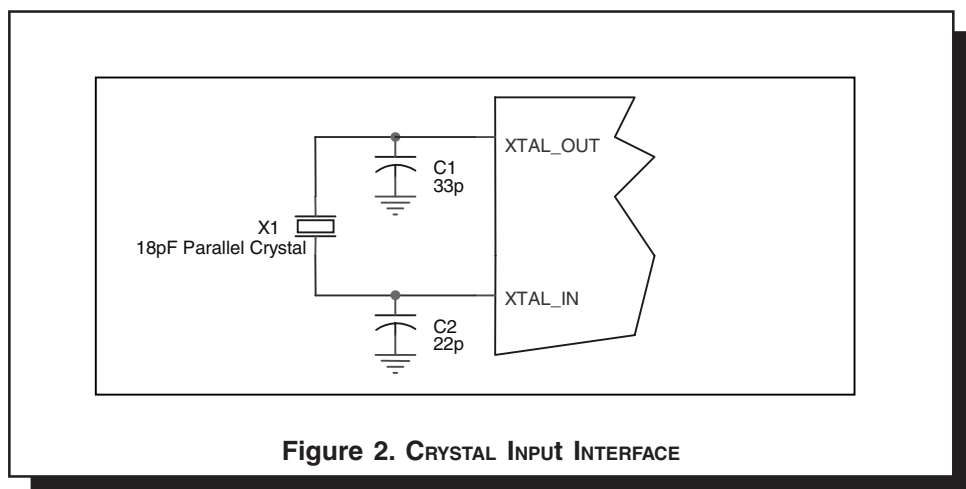 XTAL_OUT
C1
33p
X1
18pF Parallel Crystal
XTAL_IN
C2
22p
Figure 2. CRYSTAL INPUt INTERFACE